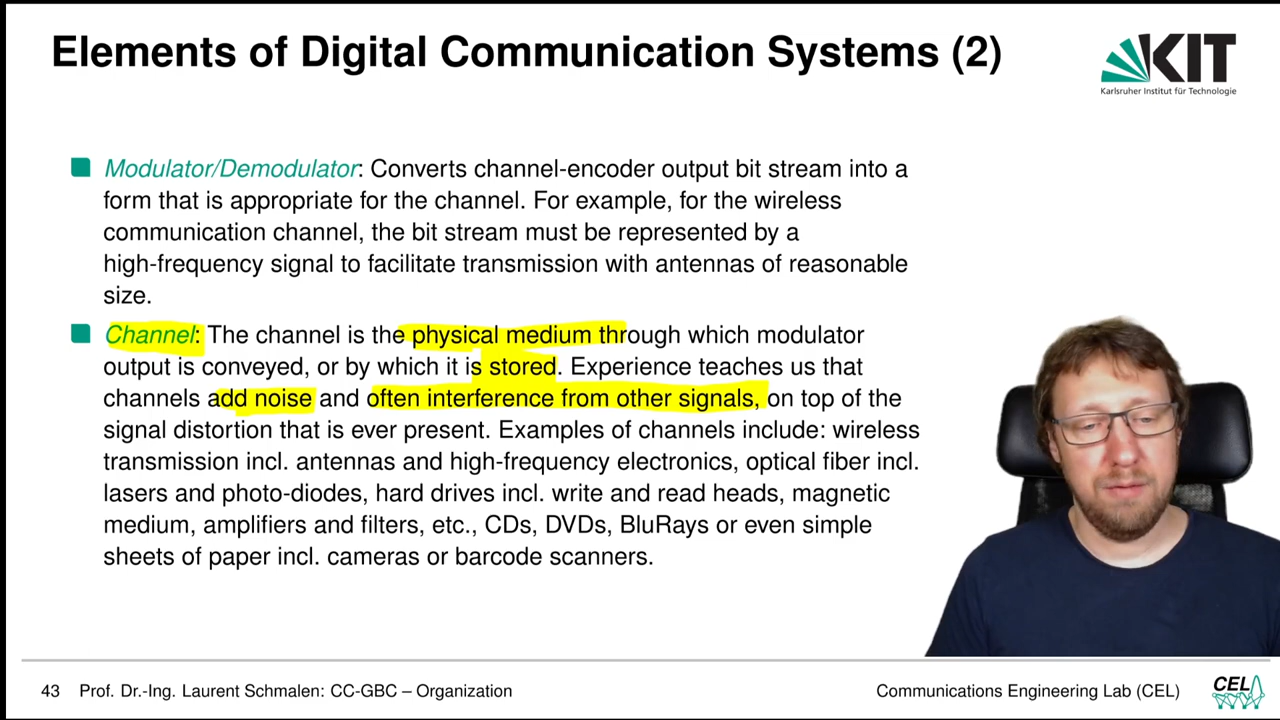 Elements of Digital Communication Systems (2)
KIT
Karlsruher Institut für Technologie
Modulator/Demodulator: Converts channel-encoder output bit stream into a
form that is appropriate for the channel. For example, for the wireless
communication channel, the bit stream must be represented by a
high-frequency signal to facilitate transmission with antennas of reasonable
size.
Channel: The channel is the physical medium through which modulator
output is conveyed, or by which it is stored. Experience teaches us that
channels add noise and often interference from other signals, on top of the
signal distortion that is ever present. Examples of channels include: wireless
transmission incl. antennas and high-frequency electronics, optical fiber incl.
lasers and photo-diodes, hard drives incl. write and read heads, magnetic
medium, amplifiers and filters, etc., CDs, DVDs, BluRays or even simple
sheets of paper incl. cameras or barcode scanners.
43 Prof. Dr.-Ing. Laurent Schmalen: CC-GBC – Organization
Communications Engineering Lab (CEL)
CEL